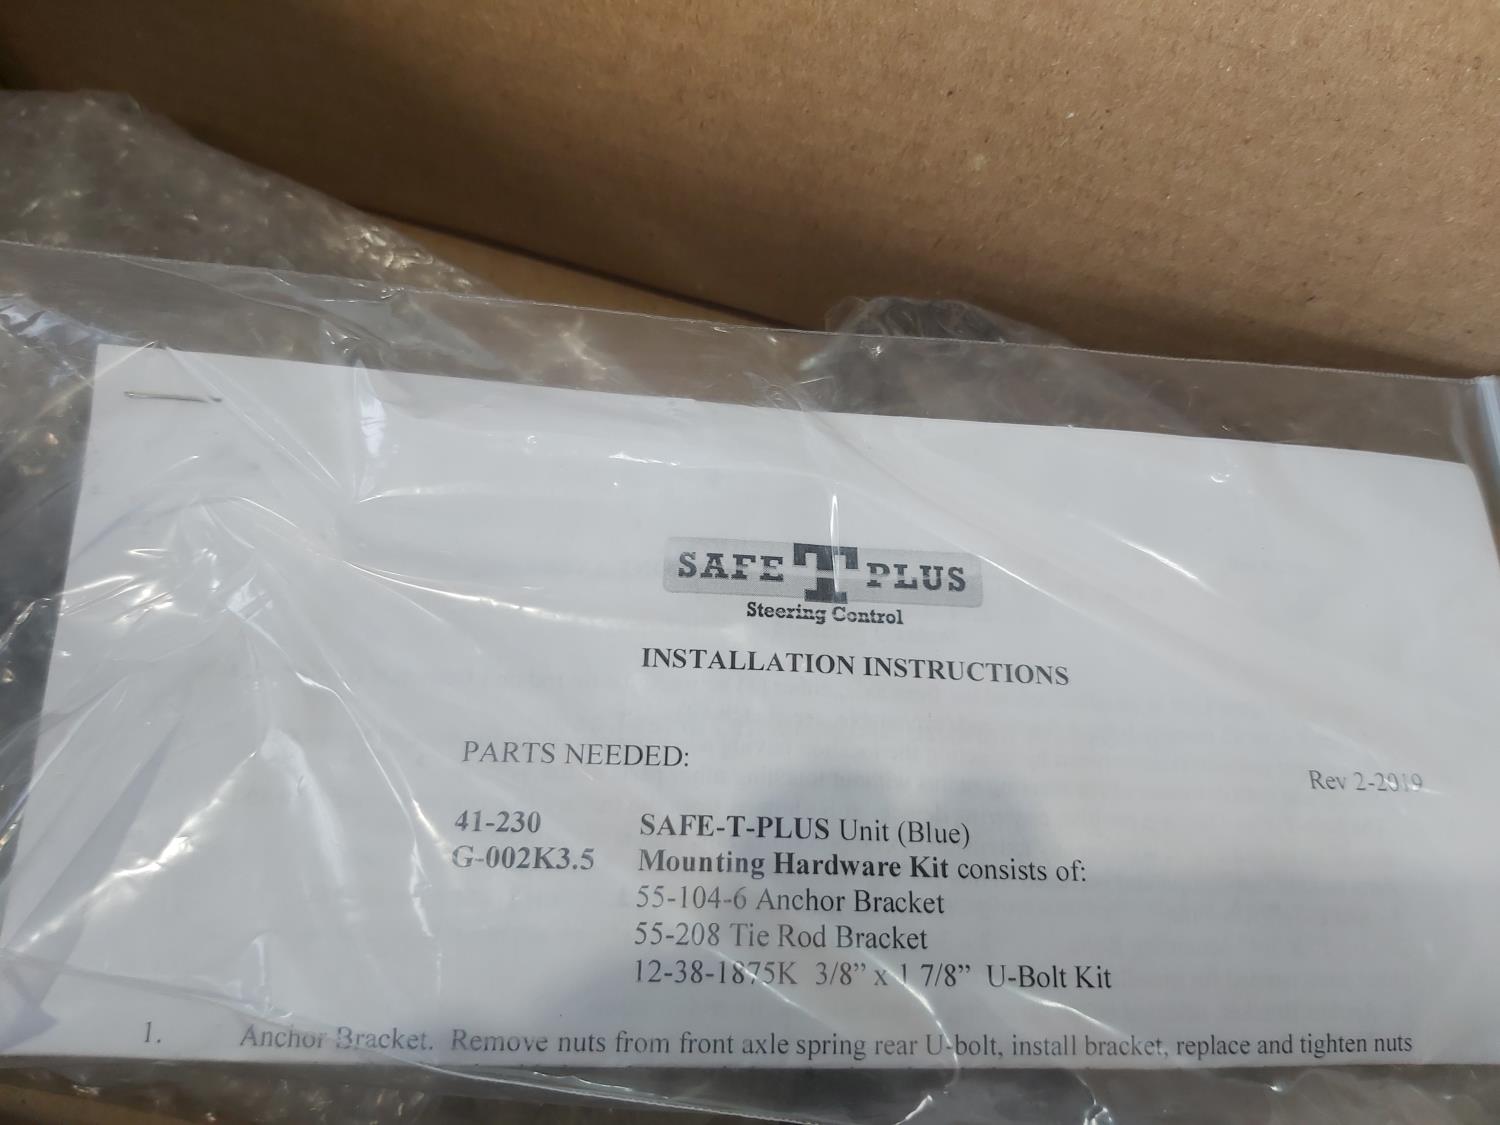 SAFE T PLUS
Steering Control
INSTALLATION INSTRUCTIONS
PARTS NEEDED:
Rev 2-2019
41-230 SAFE-T-PLUS Unit (Blue)
G-002K3.5 Mounting Hardware Kit consists of:
55-104-6 Anchor Bracket
55-208 Tie Rod Bracket
12-38-1875K 3/8” x 1 7/8” U-Bolt Kit
1. Anchor Bracket. Remove nuts from front axle spring rear U-bolt, install bracket, replace and tighten nuts